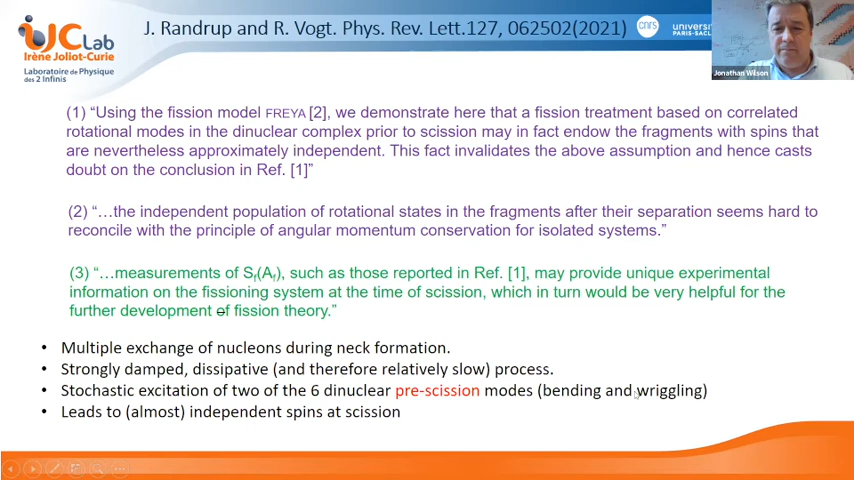 iJC Lab
Irène Joliot-Curie
Laboratoire de Physique
des 2 Infinis
J. Randrup and R. Vogt. Phys. Rev. Lett.127, 062502(2021)
cnrs
Jonathan Wilson
(1) “Using the fission model FREYA [2], we demonstrate here that a fission treatment based on correlated
rotational modes in the dinuclear complex prior to scission may in fact endow the fragments with spins that
are nevertheless approximately independent. This fact invalidates the above assumption and hence casts
doubt on the conclusion in Ref. [1]”
(2) “…the independent population of rotational states in the fragments after their separation seems hard to
reconcile with the principle of angular momentum conservation for isolated systems.”
(3) “…measurements of Sf(Af), such as those reported in Ref. [1], may provide unique experimental
information on the fissioning system at the time of scission, which in turn would be very helpful for the
further development of fission theory.”
• Multiple exchange of nucleons during neck formation.
• Strongly damped, dissipative (and therefore relatively slow) process.
• Stochastic excitation of two of the 6 dinuclear pre-scission modes (bending and wriggling)
• Leads to (almost) independent spins at scission